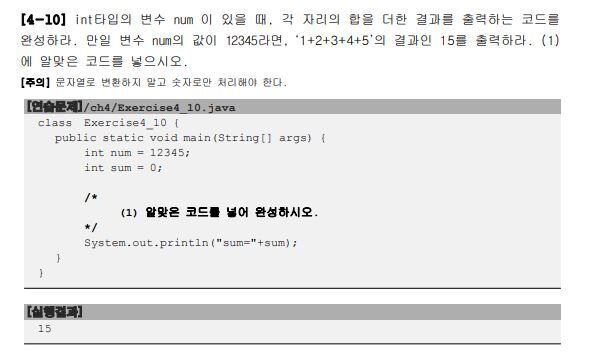 [4-10] int타입의 변수 num 이 있을 때, 각 자리의 합을 더한 결과를 출력하는 코드를
완성하라. 만일 변수 num의 값이 12345라면, ‘1+2+3+4+5’의 결과인 15를 출력하라. (1)
에 알맞은 코드를 넣으시오.
[주의] 문자열로 변환하지 말고 숫자로만 처리해야 한다.
[연습문제]/ch4/Exercise4_10.java
class Exercise4_10 {
public static void main(String[] args) {
int num = 12345;
int sum = 0;
/*
(1) 알맞은 코드를 넣어 완성하시오.
*/
System.out.println("sum="+sum);
}
}
[실행결과]
15